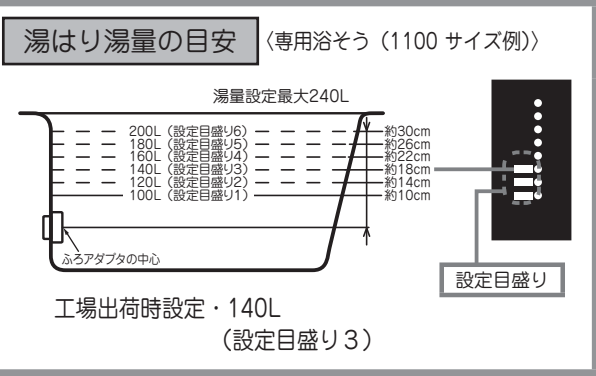 湯はり湯量の目安 〈専用浴そう（1100 サイズ例）〉
湯量設定最大240L
200L（設定目盛り6） 約30cm
180L（設定目盛り5） 約26cm
160L（設定目盛り4） 約22cm
140L（設定目盛り3） 約18cm
120L（設定目盛り2） 約14cm
100L（設定目盛り1） 約10cm
ふろアダプタの中心
設定目盛り
工場出荷時設定・140L
（設定目盛り３）